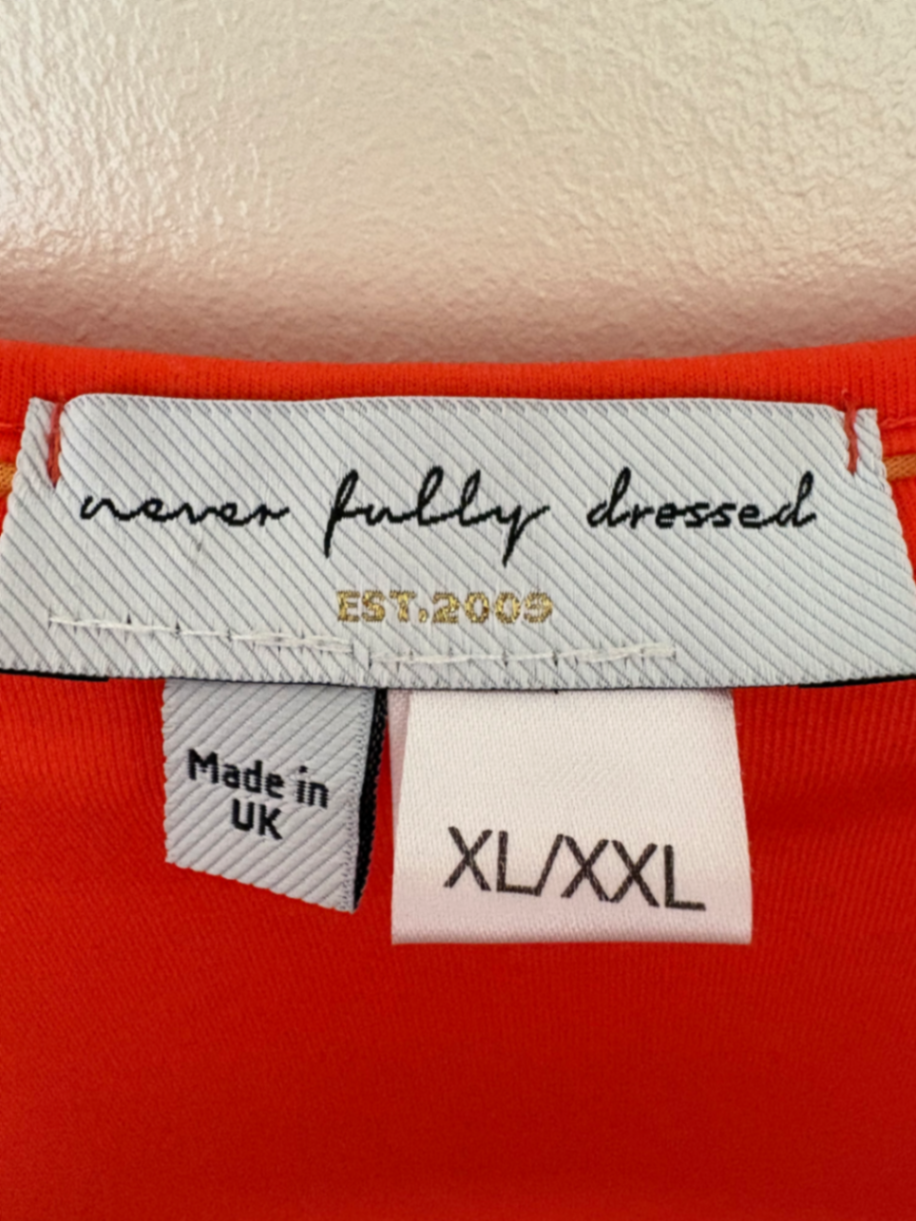 never fully dressed
EST.2009
Made in
UK
XL/XXL